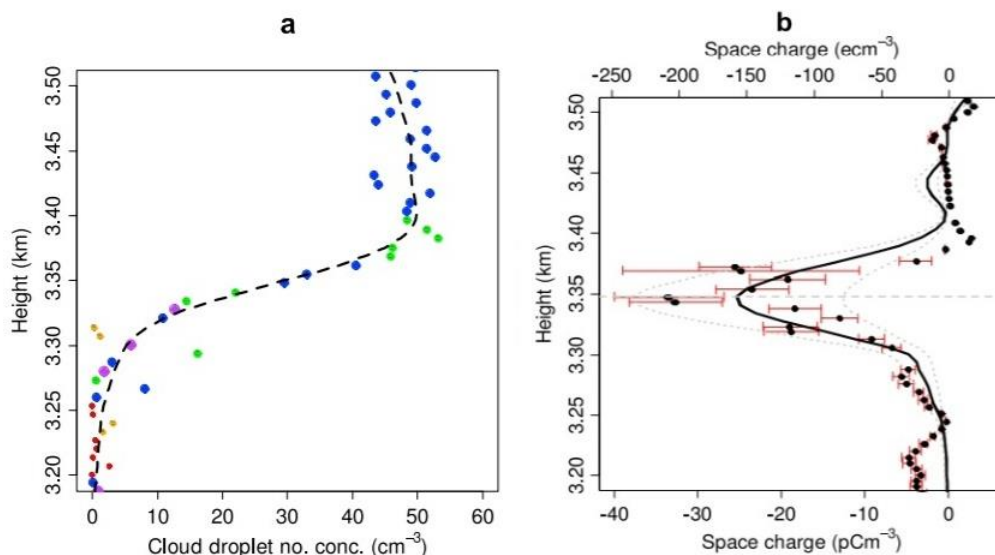 a
3.50
3.45
3.40
3.35
3.30
3.25
3.20
Height (km)
0 10 20 30 40 50 60
Cloud droplet no. conc. (cm⁻³)
b
Space charge (ecm⁻³)
-250 -200 -150 -100 -50 0
3.50
3.45
3.40
3.35
3.30
3.25
3.20
Height (km)
-40 -30 -20 -10 0
Space charge (pCm⁻³)